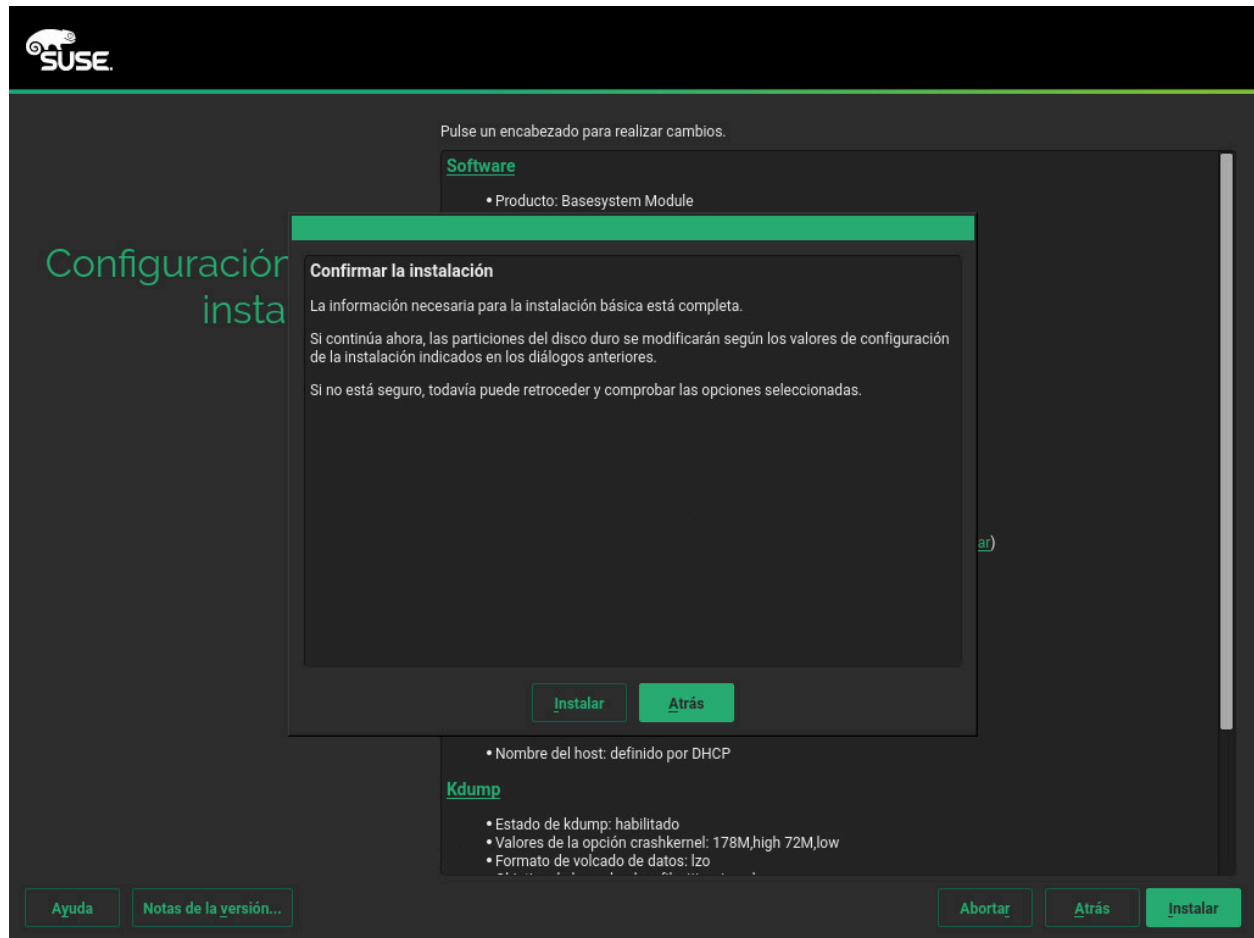 SUSE.
Pulse un encabezado para realizar cambios.
Software
• Producto: Basesystem Module
Confirmar la instalación
La información necesaria para la instalación básica está completa.
Si continúa ahora, las particiones del disco duro se modificarán según los valores de configuración
de la instalación indicados en los diálogos anteriores.
Si no está seguro, todavía puede retroceder y comprobar las opciones seleccionadas.
ar)
Instalar
Atrás
• Nombre del host: definido por DHCP
Kdump
• Estado de kdump: habilitado
• Valores de la opción crashkernel: 178M,high 72M,low
• Formato de volcado de datos: lzo
Ayuda
Notas de la versión...
Abortar
Atrás
Instalar